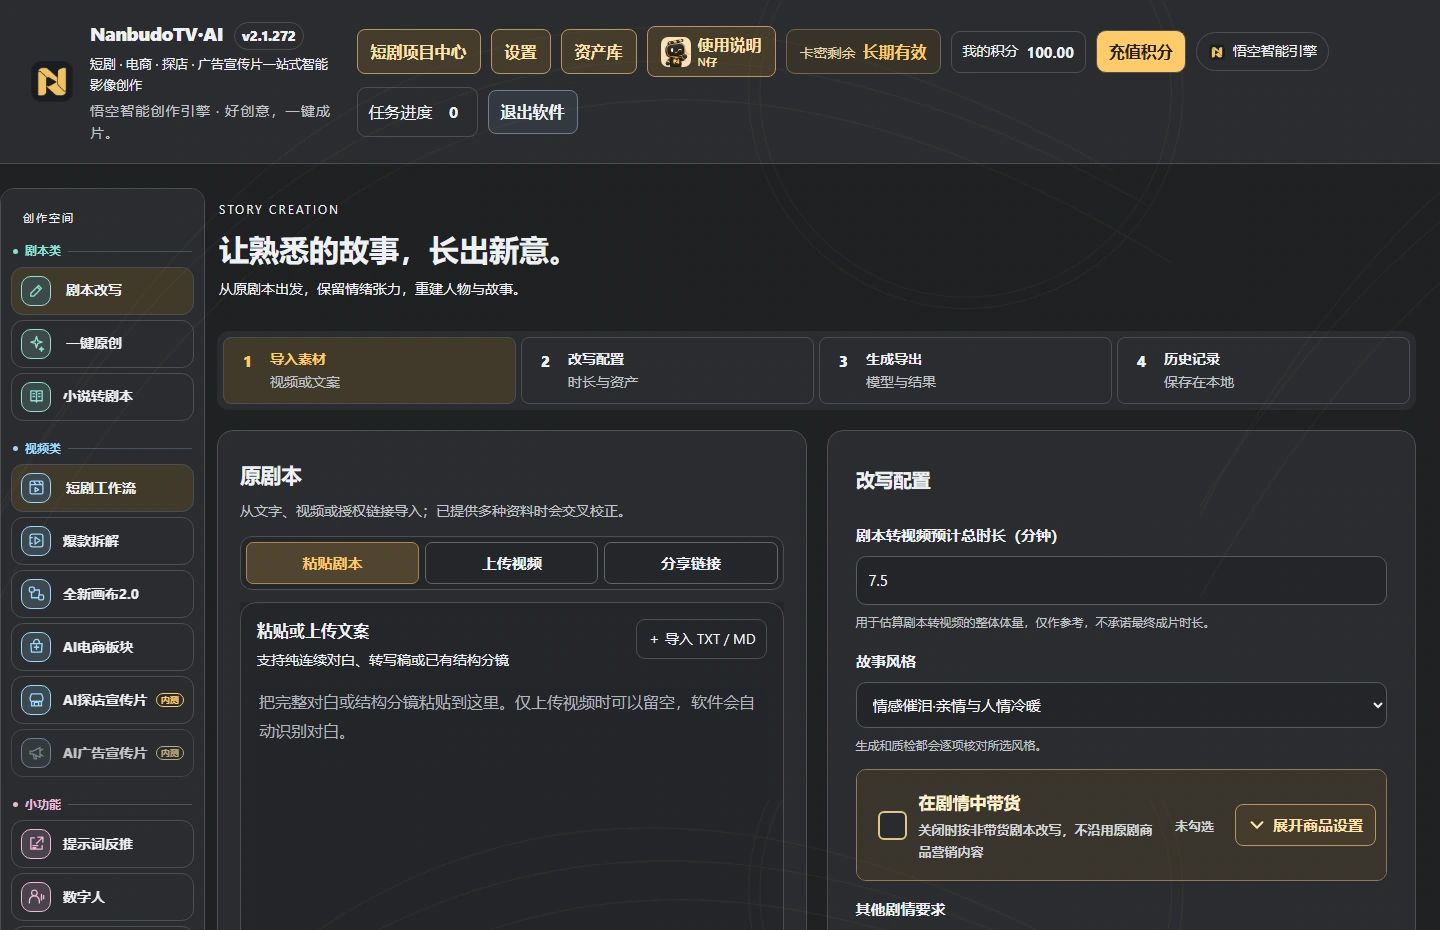 NanbudoTV·AI v2.1.272
短剧 · 电商 · 探店 · 广告宣传片一站式智能
影像创作
悟空智能创作引擎 · 好创意，一键成
片。
短剧项目中心
设置
资产库
使用说明
N仔
卡密剩余 长期有效
我的积分 100.00
充值积分
悟空智能引擎
任务进度 0
退出软件
创作空间
剧本类
剧本改写
一键原创
小说转剧本
视频类
短剧工作流
爆款拆解
全新画布2.0
AI电商板块
AI探店宣传片 内测
AI广告宣传片 内测
小功能
提示词反推
数字人
STORY CREATION
让熟悉的故事，长出新意。
从原剧本出发，保留情绪张力，重建人物与故事。
1 导入素材
视频或文案
2 改写配置
时长与资产
3 生成导出
模型与结果
4 历史记录
保存在本地
原剧本
从文字、视频或授权链接导入；已提供多种资料时会交叉校正。
粘贴剧本
上传视频
分享链接
粘贴或上传文案
支持纯连续对白、转写稿或已有结构分镜
+ 导入 TXT / MD
把完整对白或结构分镜粘贴到这里。仅上传视频时可以留空，软件会自
动识别对白。
改写配置
剧本转视频预计总时长（分钟）
7.5
用于估算剧本转视频的整体体量，仅作参考，不承诺最终成片时长。
故事风格
情感催泪·亲情与人情冷暖
生成和质检都会逐项核对所选风格。
在剧情中带货
关闭时按非带货剧本改写，不沿用原剧商
品营销内容
未勾选
展开商品设置
其他剧情要求